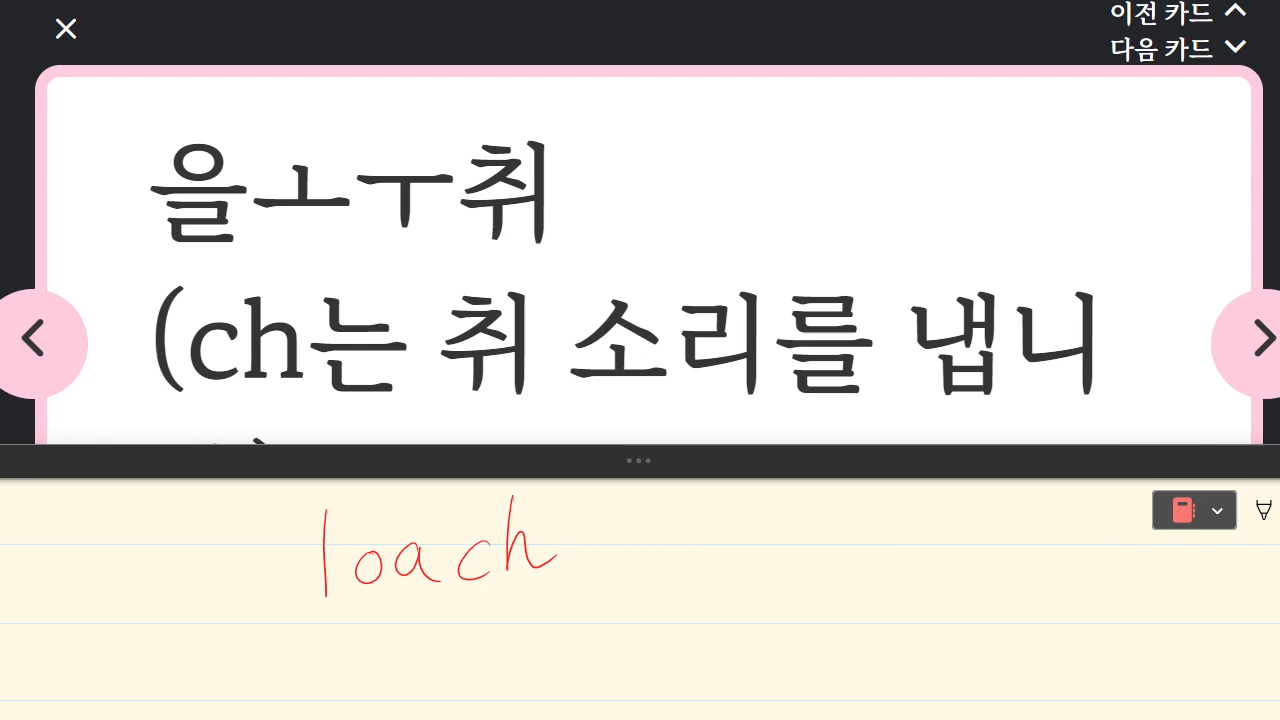 이전 카드
다음 카드
을ㅗㅜ취
(ch는 취 소리를 냅니
loach